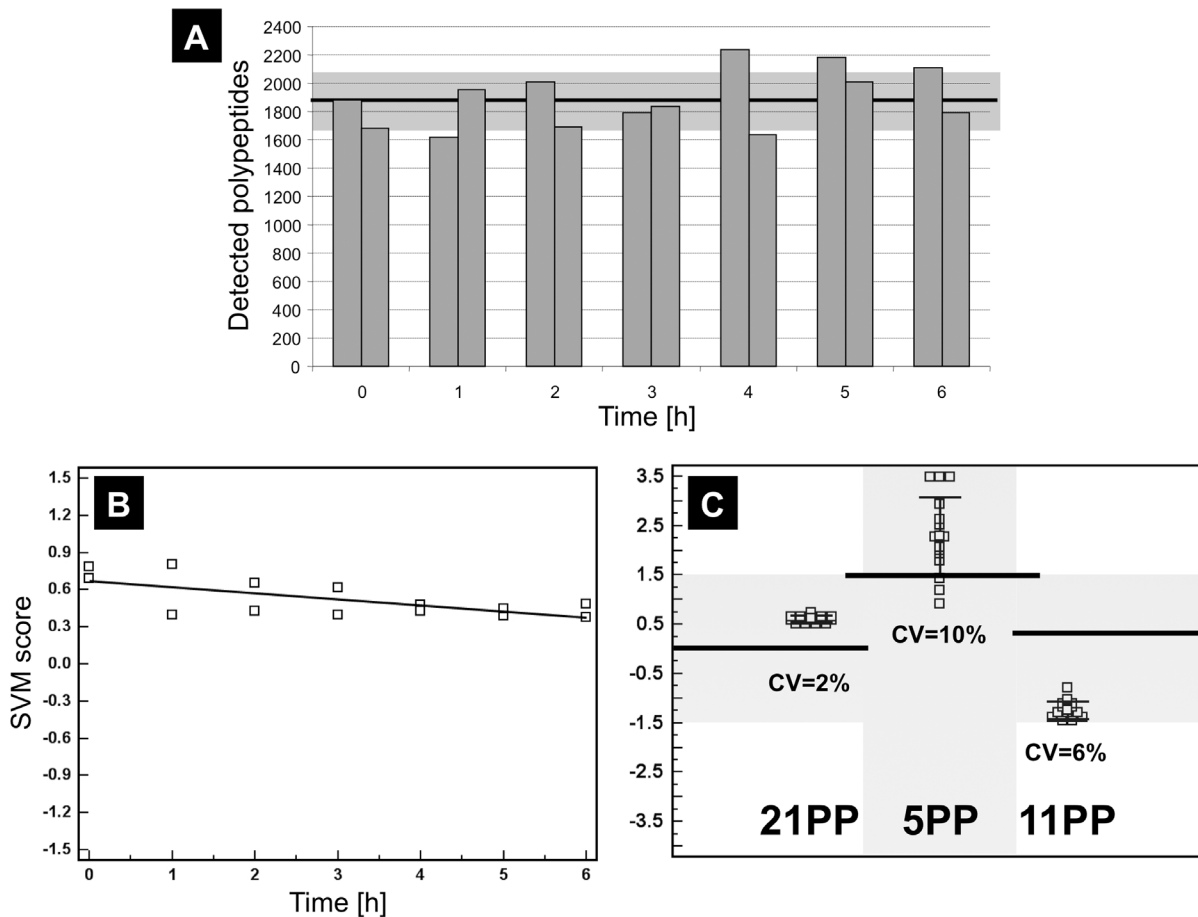 A
Detected polypeptides
2400
2200
2000
1800
1600
1400
1200
1000
800
600
400
200
0
0 1 2 3 4 5 6
Time [h]
B
SVM score
1.5
1.2
0.9
0.6
0.3
0.0
-0.3
-0.6
-0.9
-1.2
-1.5
0 1 2 3 4 5 6
Time [h]
C
3.5
2.5
1.5
0.5
-0.5
-1.5
-2.5
-3.5
CV=2%
CV=10%
CV=6%
21PP 5PP 11PP